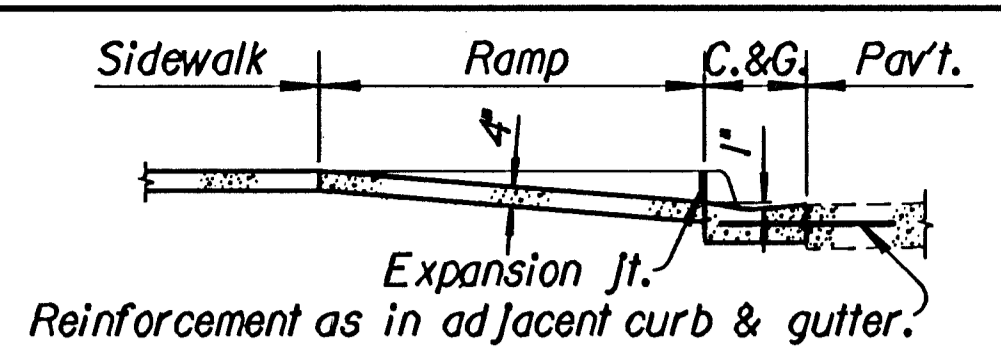 Sidewalk Ramp C.&G. Pav't.
4"
1"
Expansion jt.
Reinforcement as in adjacent curb & gutter.